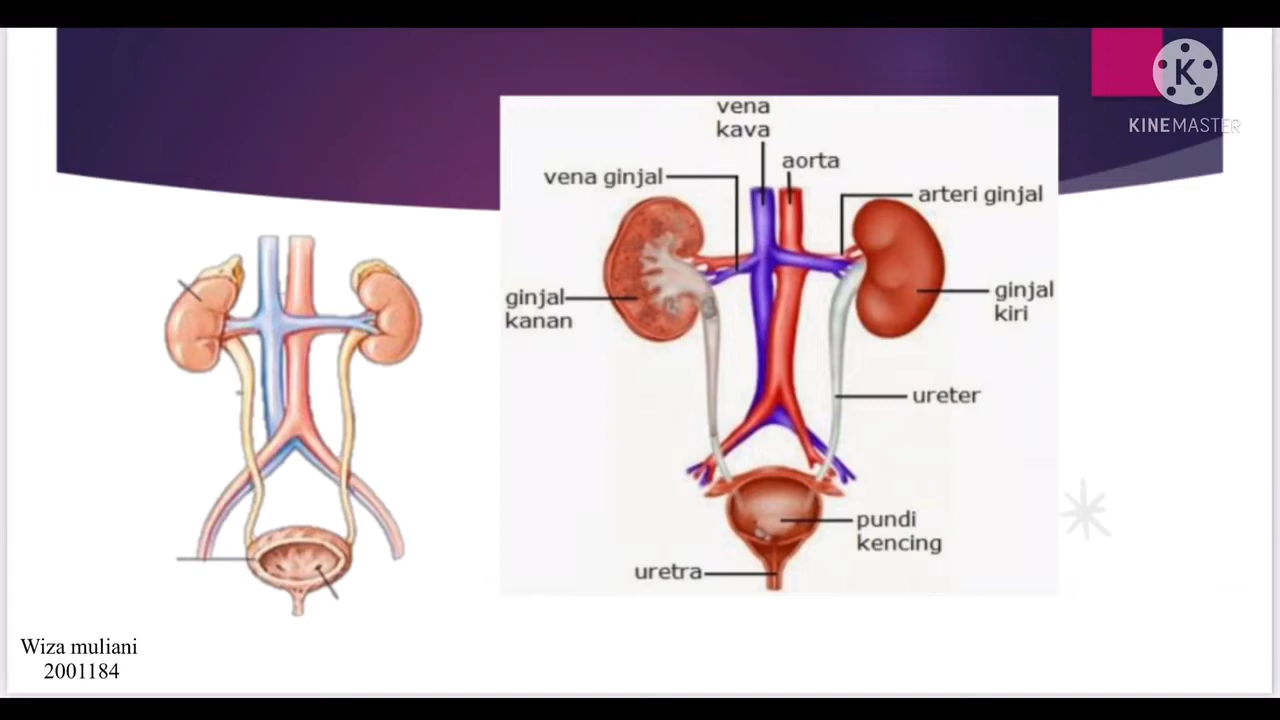 K
KINEMASTER
vena
kava
aorta
vena ginjal
arteri ginjal
ginjal
kanan
ginjal
kiri
ureter
pundi
kencing
uretra
Wiza muliani
2001184